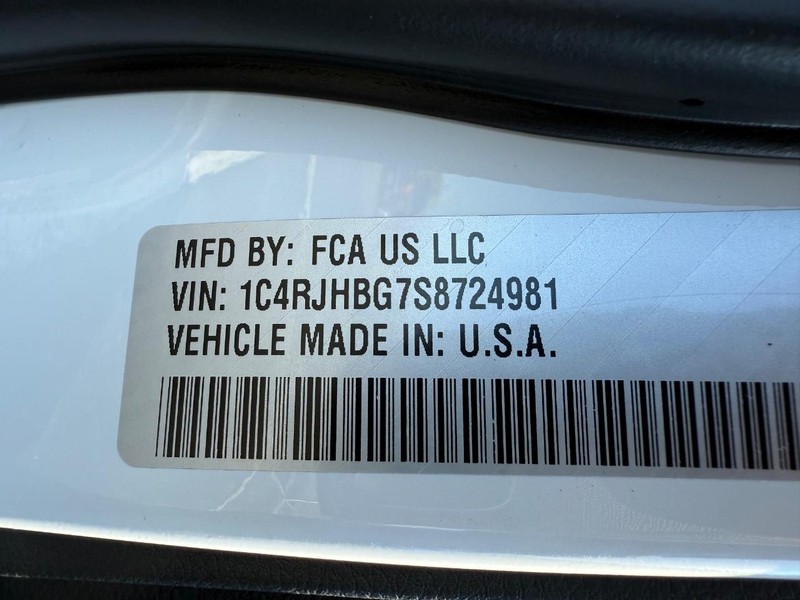 MFD BY: FCA US LLC
VIN: 1C4RJHBG7S8724981
VEHICLE MADE IN: U.S.A.